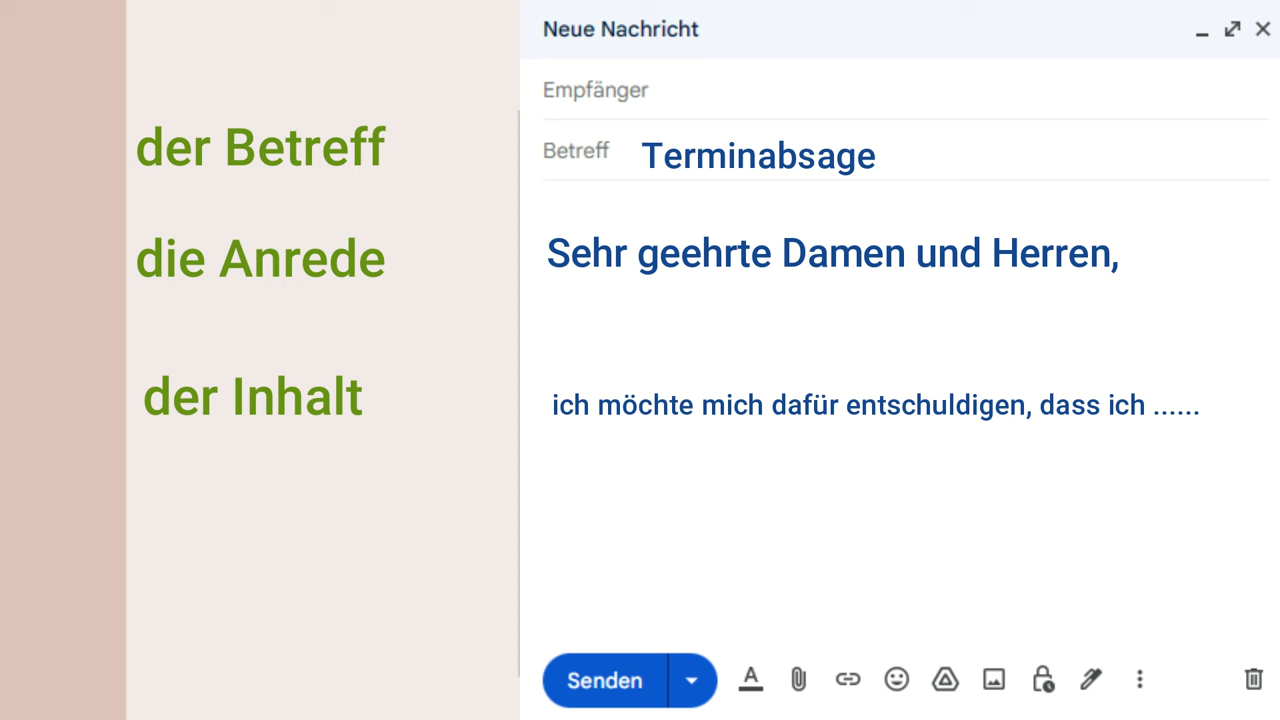 Neue Nachricht
Empfänger
der Betreff
Betreff Terminabsage
die Anrede
Sehr geehrte Damen und Herren,
der Inhalt
ich möchte mich dafür entschuldigen, dass ich ......
Senden